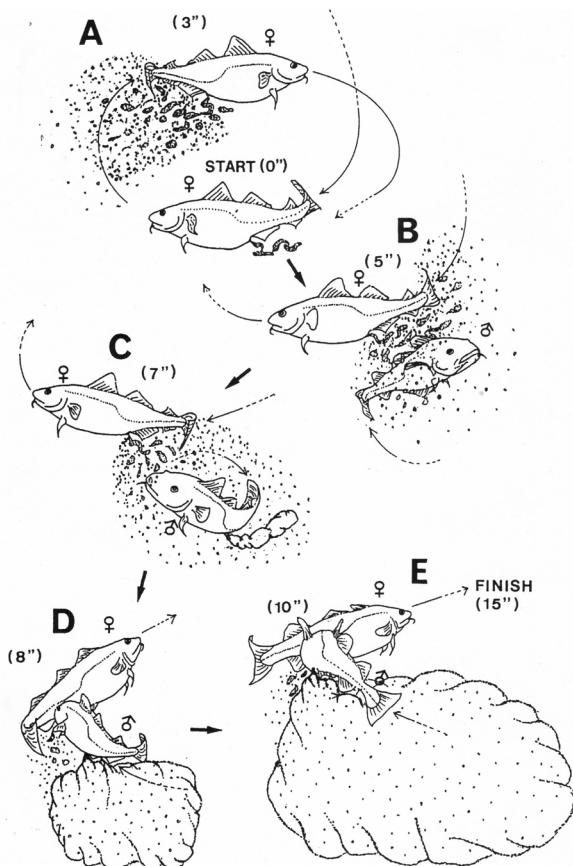 A
(3")
♀
START (0")
♀
B
(5")
♀
♂
C
(7")
♀
♂
D
(8")
♀
♂
E
(10")
♀
FINISH
(15")
♂